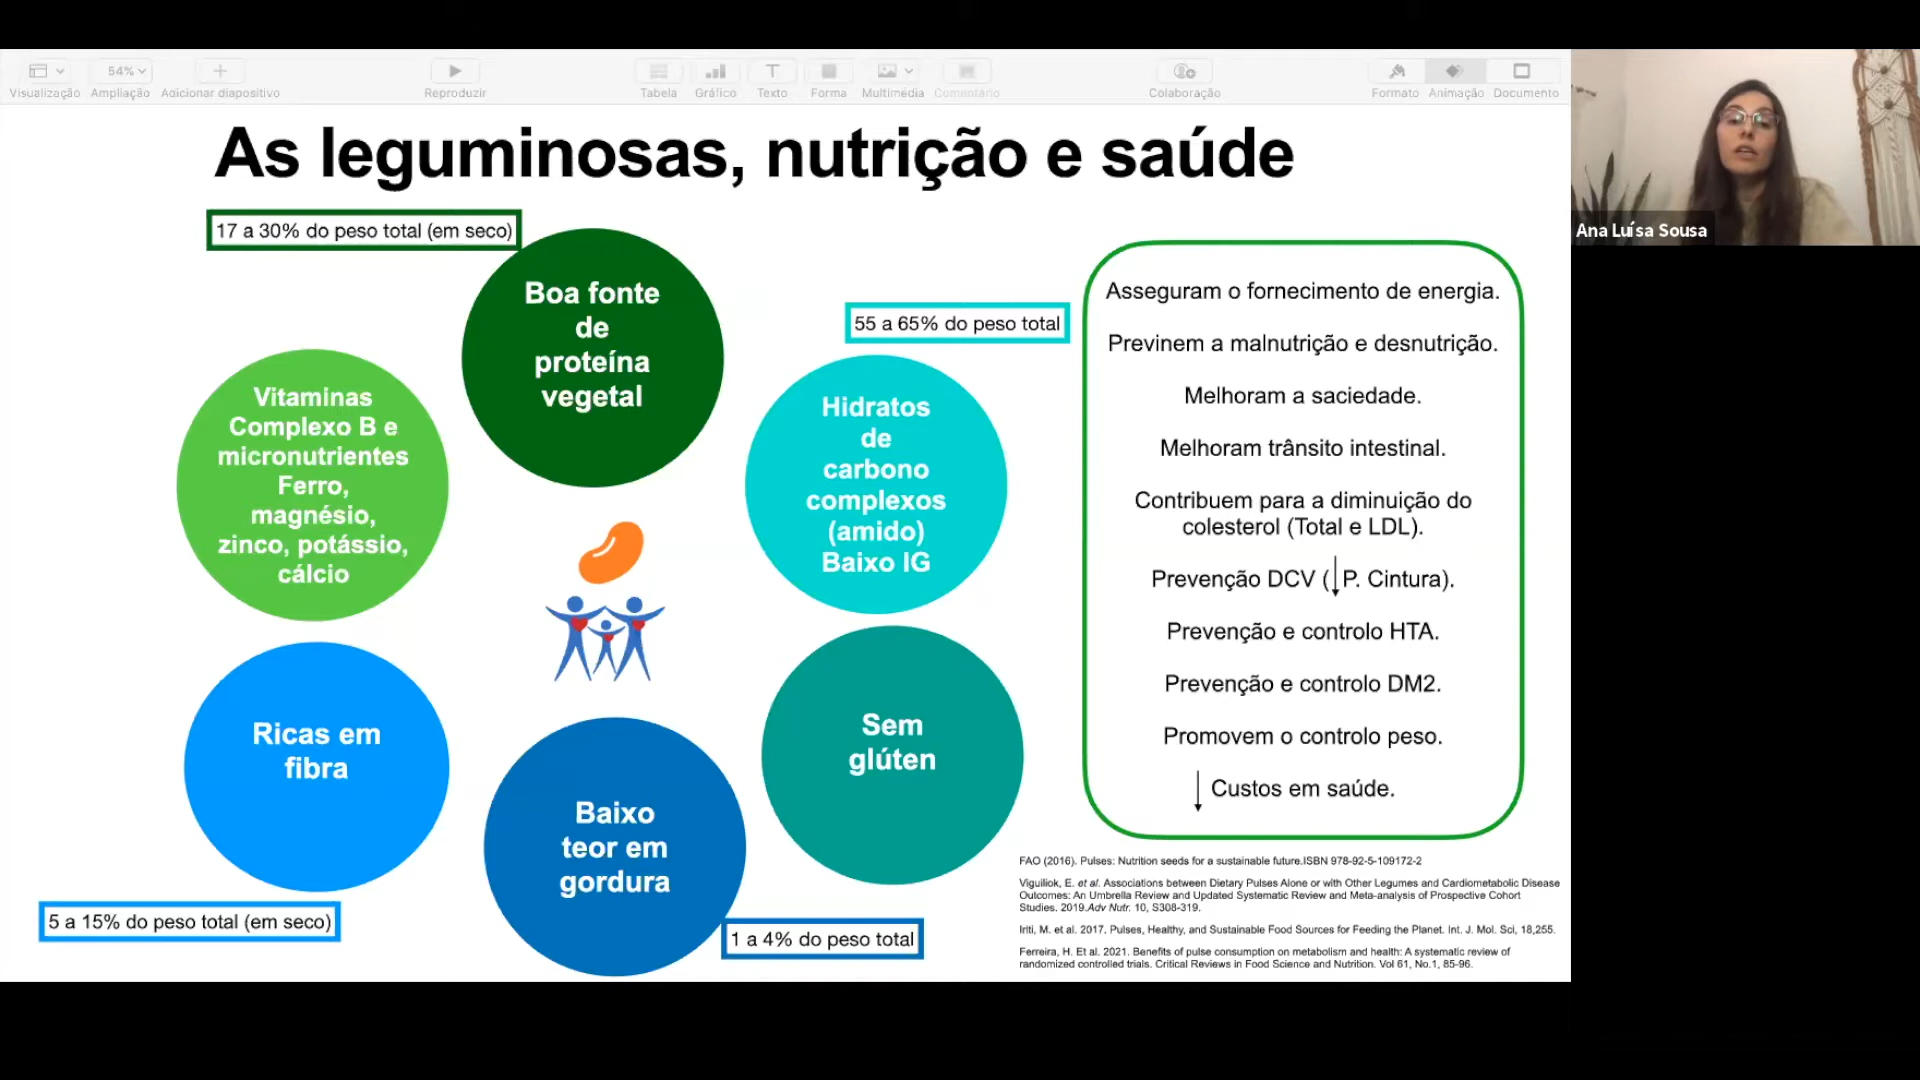 Visualização
54%
Ampliação
Adicionar diapositivo
Reproduzir
Tabela
Gráfico
Texto
Forma
Multimédia
Comentário
Colaboração
Formato
Animação
Documento
As leguminosas, nutrição e saúde
17 a 30% do peso total (em seco)
Boa fonte
de
proteína
vegetal
55 a 65% do peso total
Hidratos
de
carbono
complexos
(amido)
Baixo IG
Vitaminas
Complexo B e
micronutrientes
Ferro,
magnésio,
zinco, potássio,
cálcio
Ricas em
fibra
5 a 15% do peso total (em seco)
Baixo
teor em
gordura
1 a 4% do peso total
Sem
glúten
Asseguram o fornecimento de energia.
Previnem a malnutrição e desnutrição.
Melhoram a saciedade.
Melhoram trânsito intestinal.
Contribuem para a diminuição do
colesterol (Total e LDL).
Prevenção DCV (↓P. Cintura).
Prevenção e controlo HTA.
Prevenção e controlo DM2.
Promovem o controlo peso.
↓ Custos em saúde.
FAO (2016). Pulses: Nutrition seeds for a sustainable future.ISBN 978-92-5-109172-2
Viguiliok, E. et al. Associations between Dietary Pulses Alone or with Other Legumes and Cardiometabolic Disease
Outcomes: An Umbrella Review and Updated Systematic Review and Meta-analysis of Prospective Cohort
Studies. 2019.Adv Nutr. 10, S308-319.
Iriti, M. et al. 2017. Pulses, Healthy, and Sustainable Food Sources for Feeding the Planet. Int. J. Mol. Sci, 18,255.
Ferreira, H. Et al. 2021. Benefits of pulse consumption on metabolism and health: A systematic review of
randomized controlled trials. Critical Reviews in Food Science and Nutrition. Vol 61, No.1, 85-96.
Ana Luísa Sousa